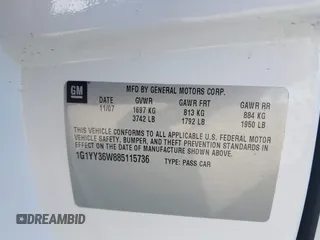 GM
MFD BY GENERAL MOTORS CORP.
11/07 GVWR GAWR FRT GAWR RR
1697 KG 813 KG 884 KG
3742 LB 1792 LB 1950 LB
THIS VEHICLE CONFORMS TO ALL APPLICABLE U.S. FEDERAL MOTOR
VEHICLE SAFETY, BUMPER, AND THEFT PREVENTION STANDARDS IN
EFFECT ON THE DATE OF MANUFACTURE SHOWN ABOVE.
1G1YY36W885115736 TYPE: PASS CAR
DREAMBID